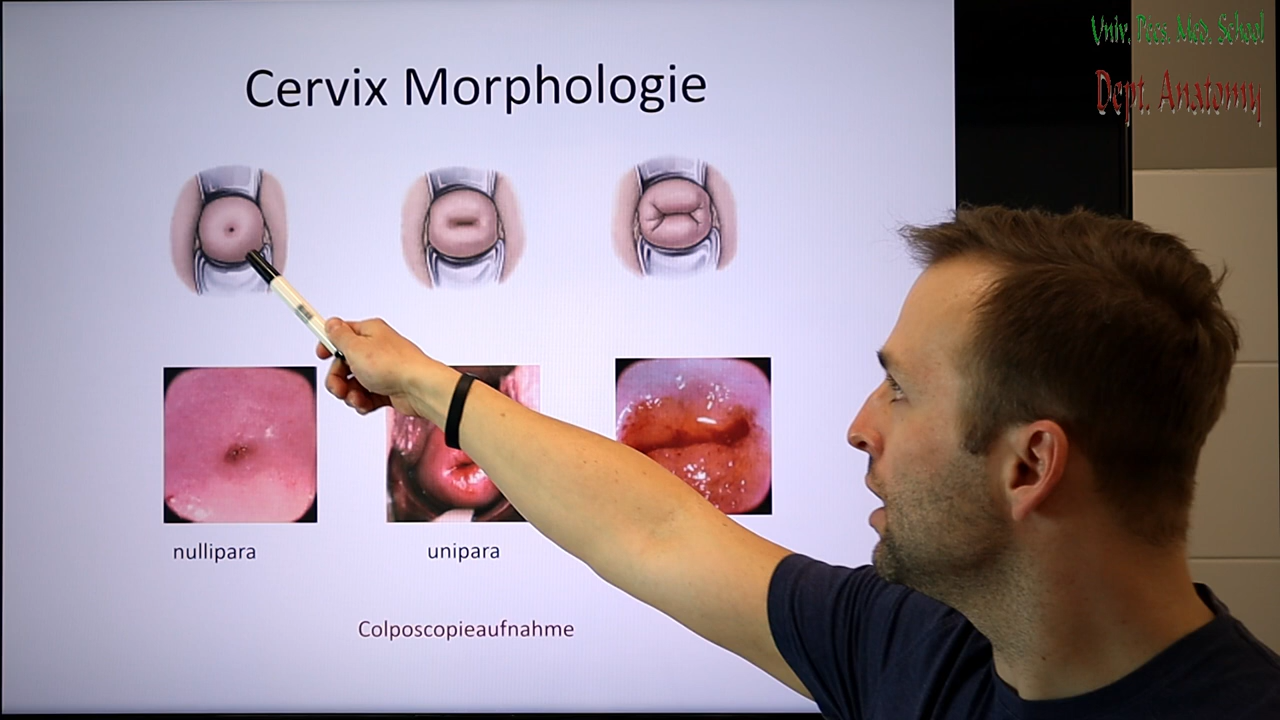 Univ. Pecs. Med. School
Dept. Anatomy
Cervix Morphologie
nullipara
unipara
Colposcopieaufnahme